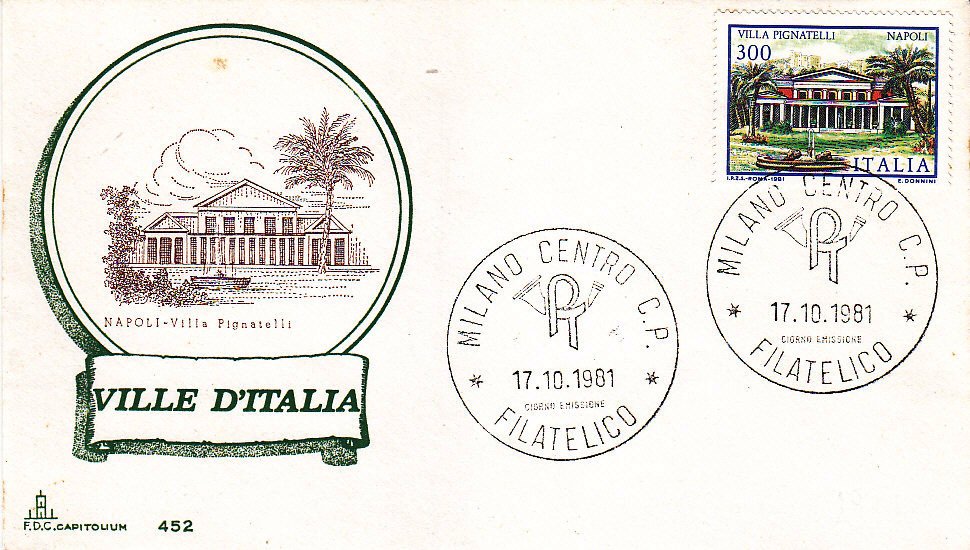 VILLA PIGNATELLI NAPOLI
300
ITALIA
I.P.Z.S.-ROMA-1981 E. DONNINI
NAPOLI-Villa Pignatelli
VILLE D'ITALIA
F.D.C. CAPITOLIUM 452
MILANO CENTRO C.P.
17.10.1981
GIORNO EMISSIONE
FILATELICO
MILANO CENTRO C.P.
17.10.1981
GIORNO EMISSIONE
FILATELICO